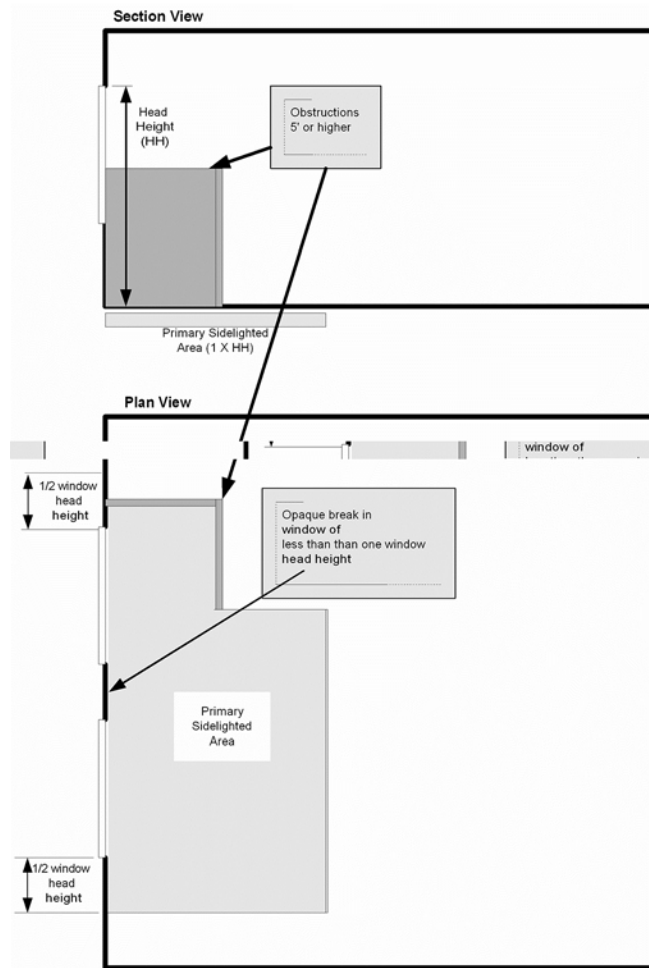 Section View
Head
Height
(HH)
Obstructions
5' or higher
Primary Sidelighted
Area (1 X HH)
Plan View
window of
1/2 window
head
height
Opaque break in
window of
less than than one window
head height
Primary
Sidelighted
Area
1/2 window
head
height